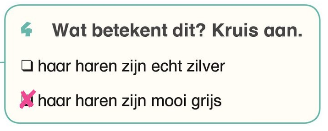 4 Wat betekent dit? Kruis aan.
❑ haar haren zijn echt zilver
☒ haar haren zijn mooi grijs